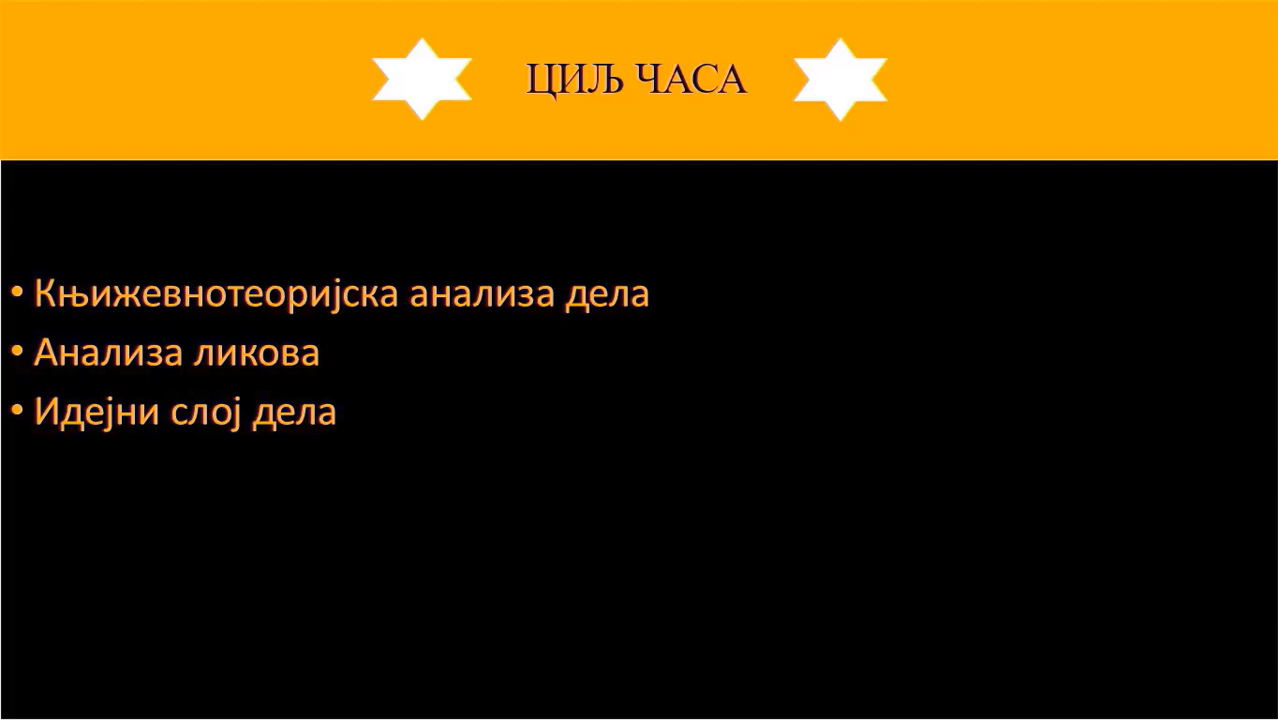 ЦИЉ ЧАСА
• Књижевнотеоријска анализа дела
• Анализа ликова
• Идејни слој дела